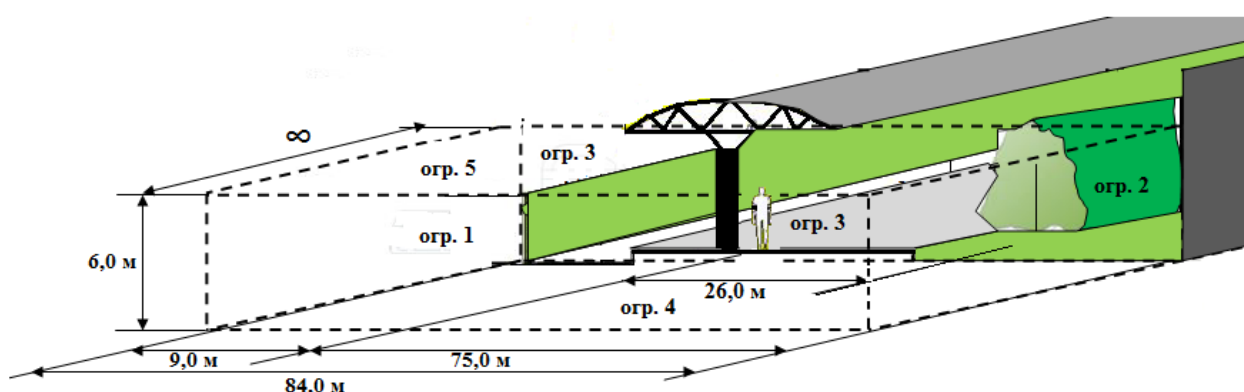 ∞
огр. 5
огр. 3
огр. 2
огр. 1
огр. 3
6,0 м
26,0 м
огр. 4
9,0 м
75,0 м
84,0 м